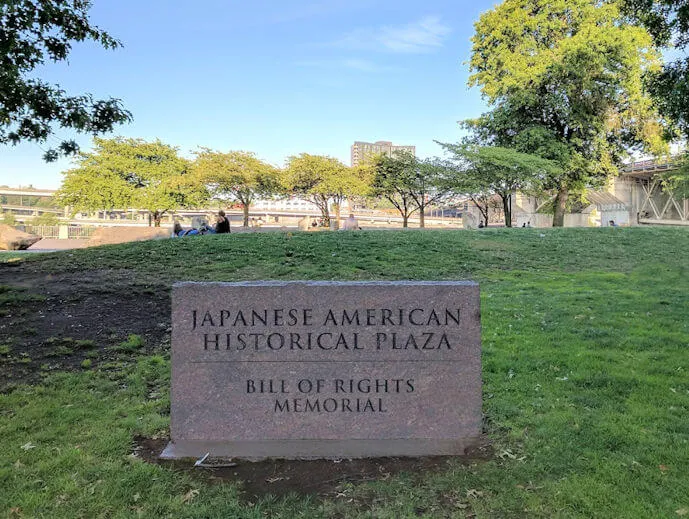 JAPANESE AMERICAN
HISTORICAL PLAZA
BILL OF RIGHTS
MEMORIAL